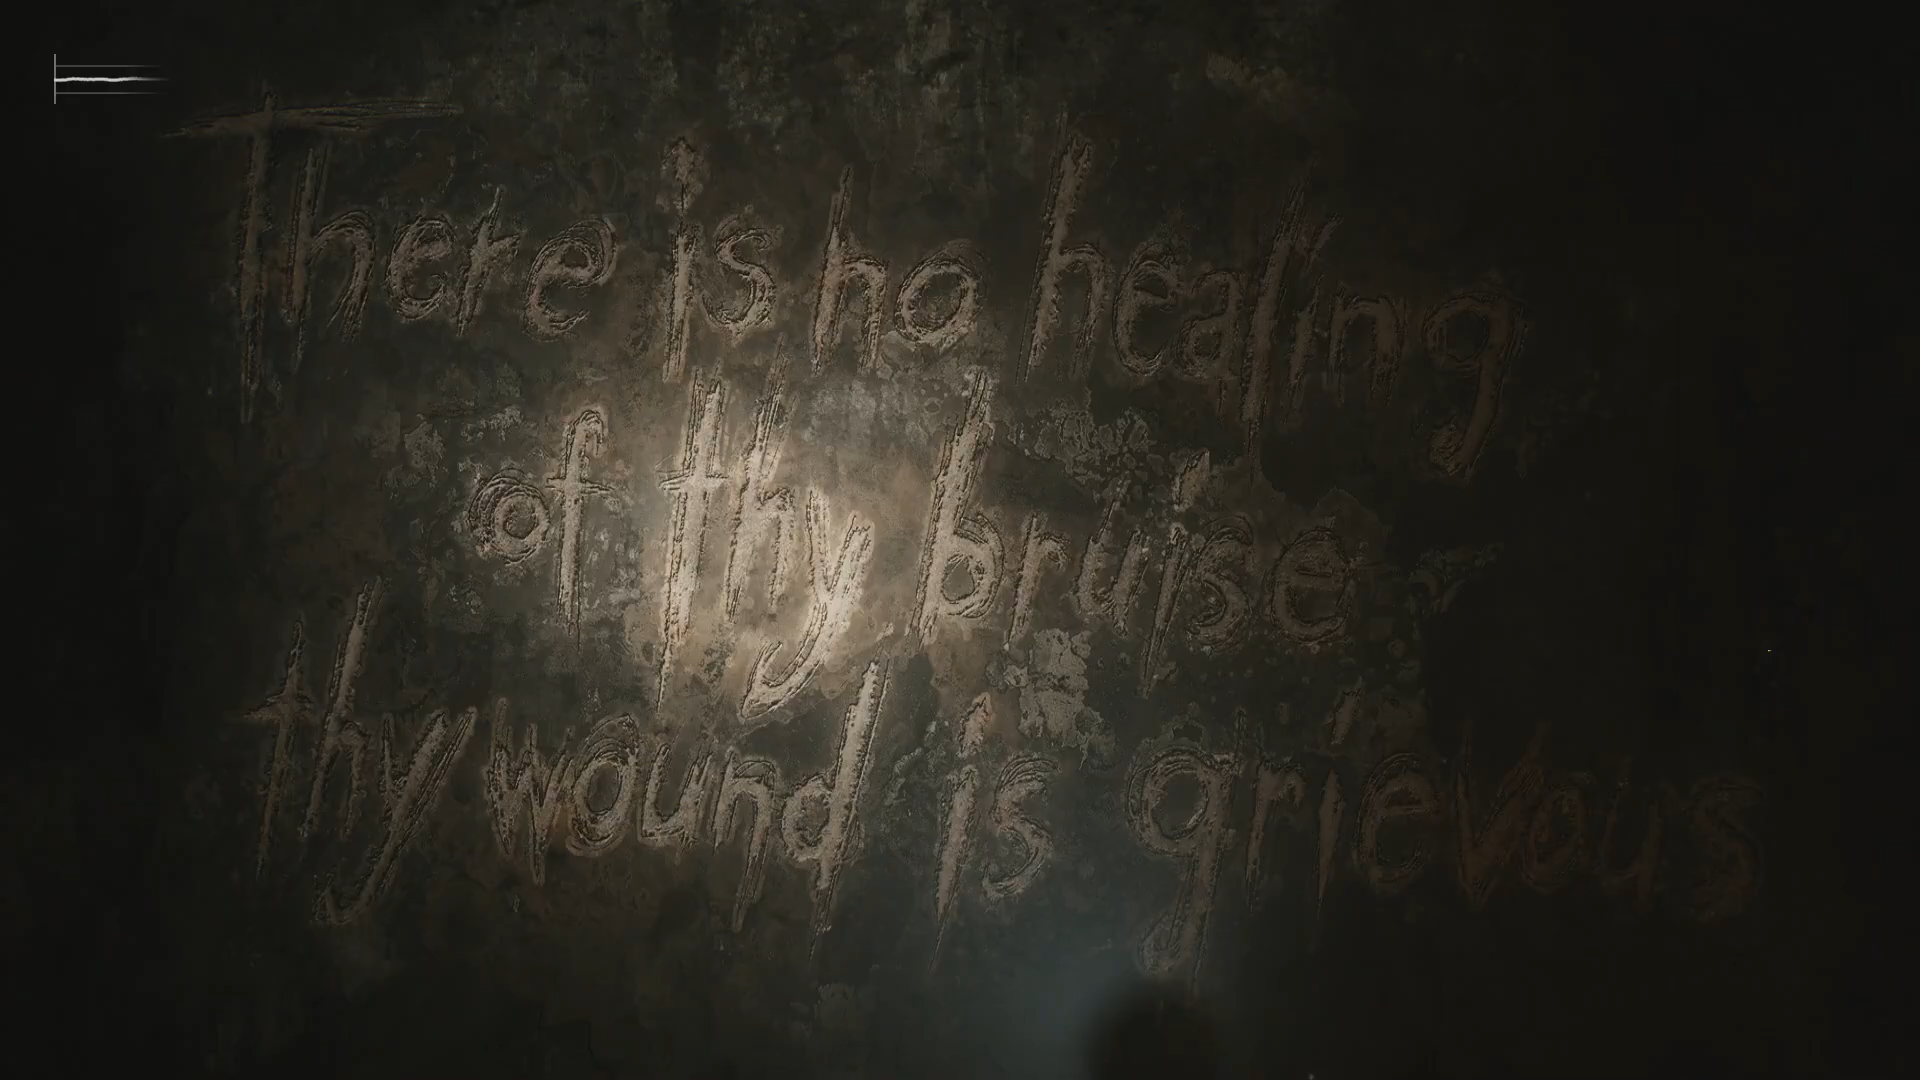 There is no healing
of thy bruise
thy wound is grievous